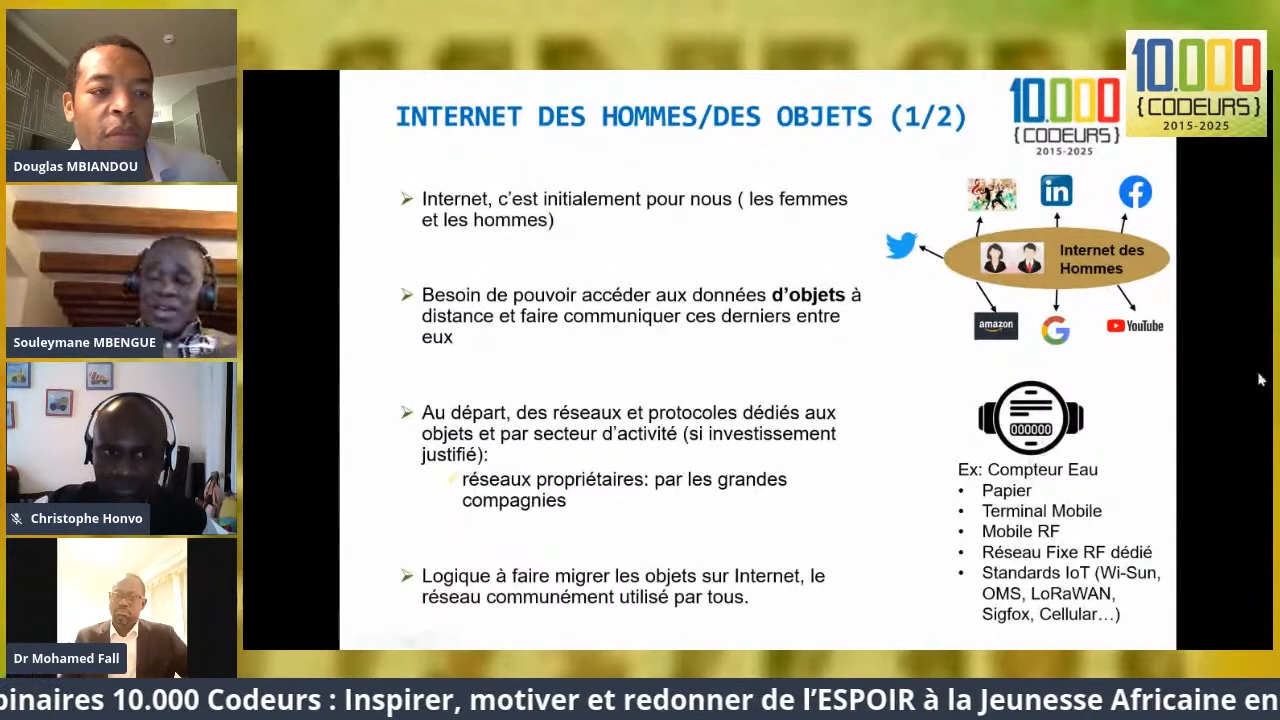 Douglas MBIANDOU
Souleymane MBENGUE
Christophe Honvo
Dr Mohamed Fall
INTERNET DES HOMMES/DES OBJETS (1/2)
10.000
{CODEURS}
2015-2025
10.000
{CODEURS}
2015-2025
Internet, c’est initialement pour nous ( les femmes
et les hommes)
Besoin de pouvoir accéder aux données d’objets à
distance et faire communiquer ces derniers entre
eux
Au départ, des réseaux et protocoles dédiés aux
objets et par secteur d’activité (si investissement
justifié):
réseaux propriétaires: par les grandes
compagnies
Logique à faire migrer les objets sur Internet, le
réseau communément utilisé par tous.
in
Internet des
Hommes
amazon
YouTube
000000
Ex: Compteur Eau
• Papier
• Terminal Mobile
• Mobile RF
• Réseau Fixe RF dédié
• Standards IoT (Wi-Sun,
OMS, LoRaWAN,
Sigfox, Cellular…)
binaires 10.000 Codeurs : Inspirer, motiver et redonner de l’ESPOIR à la Jeunesse Africaine en